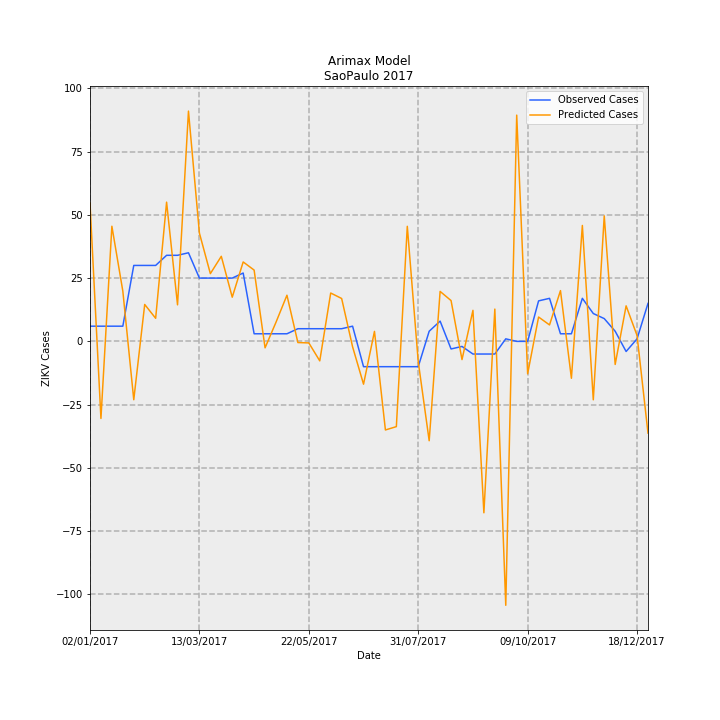 Arimax Model
SaoPaulo 2017
Observed Cases
Predicted Cases
100
75
50
25
0
−25
−50
−75
−100
ZIKV Cases
02/01/2017 13/03/2017 22/05/2017 31/07/2017 09/10/2017 18/12/2017
Date